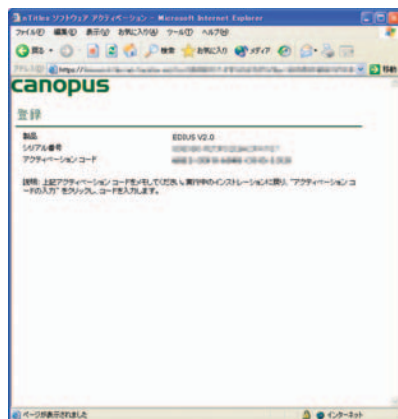 nTitles ソフトウェア アクティベーション - Microsoft Internet Explorer
ファイル(F) 編集(E) 表示(V) お気に入り(A) ツール(T) ヘルプ(H)
戻る 検索 お気に入り メディア
アドレス(D) https:// 移動
canopus
登録
製品 EDIUS V2.0
シリアル番号
アクティベーション コード
説明: 上記アクティベーション コードをメモしてください。実行中のインストレーションに戻り、"アクティベーション コ
ードの入力" をクリックし、コードを入力します。
ページが表示されました インターネット